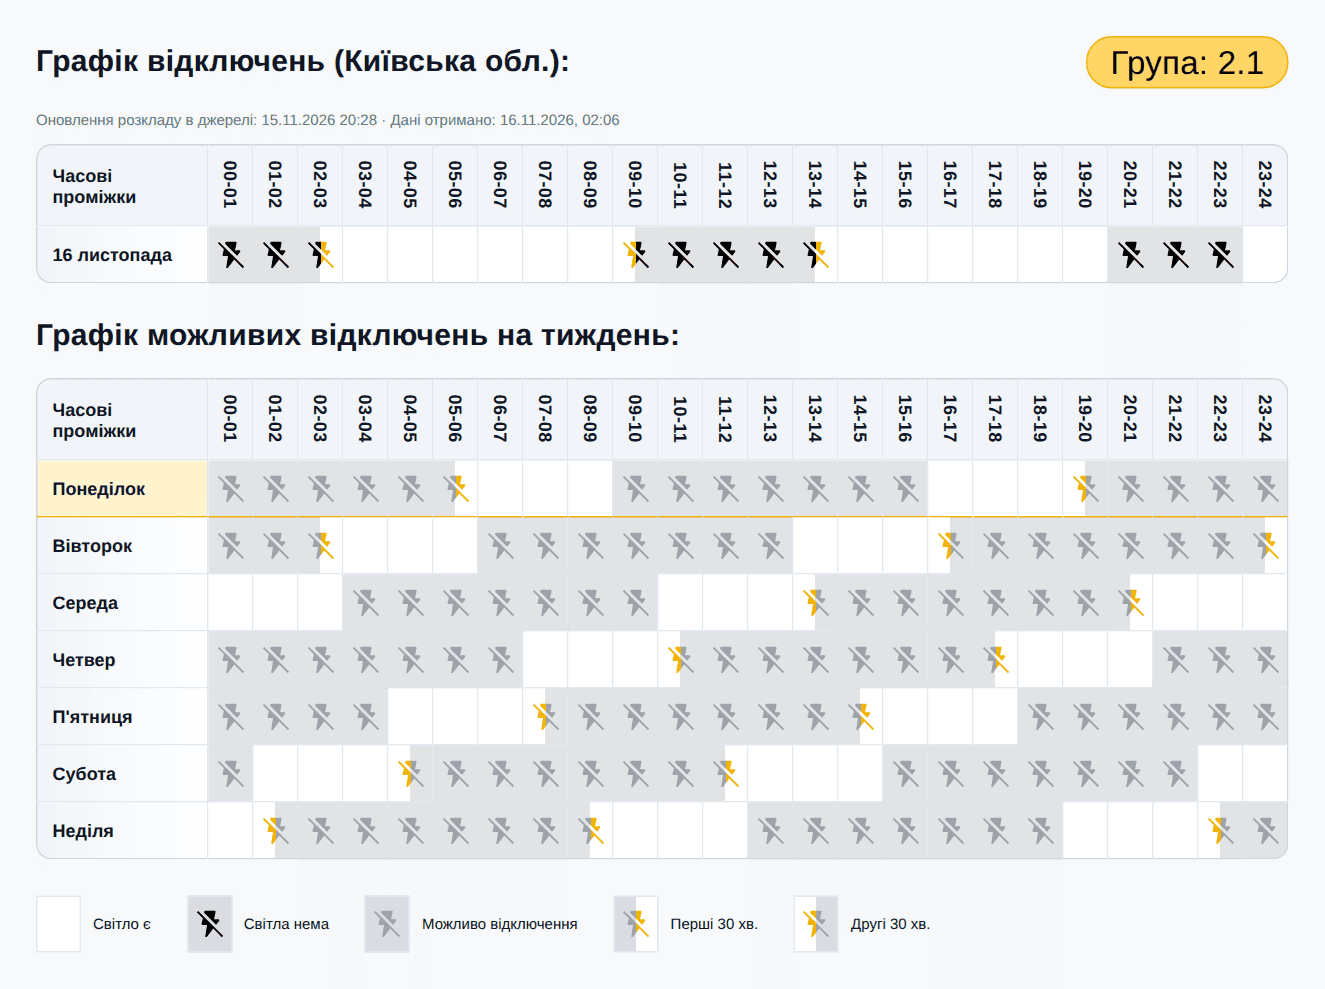 Графік відключень (Київська обл.):
Група: 2.1
Оновлення розкладу в джерелі: 15.11.2026 20:28 · Дані отримано: 16.11.2026, 02:06
Часові
проміжки
00-01 01-02 02-03 03-04 04-05 05-06 06-07 07-08 08-09 09-10 10-11 11-12 12-13 13-14 14-15 15-16 16-17 17-18 18-19 19-20 20-21 21-22 22-23 23-24
16 листопада
Графік можливих відключень на тиждень:
Часові
проміжки
00-01 01-02 02-03 03-04 04-05 05-06 06-07 07-08 08-09 09-10 10-11 11-12 12-13 13-14 14-15 15-16 16-17 17-18 18-19 19-20 20-21 21-22 22-23 23-24
Понеділок
Вівторок
Середа
Четвер
П'ятниця
Субота
Неділя
Світло є
Світла нема
Можливо відключення
Перші 30 хв.
Другі 30 хв.